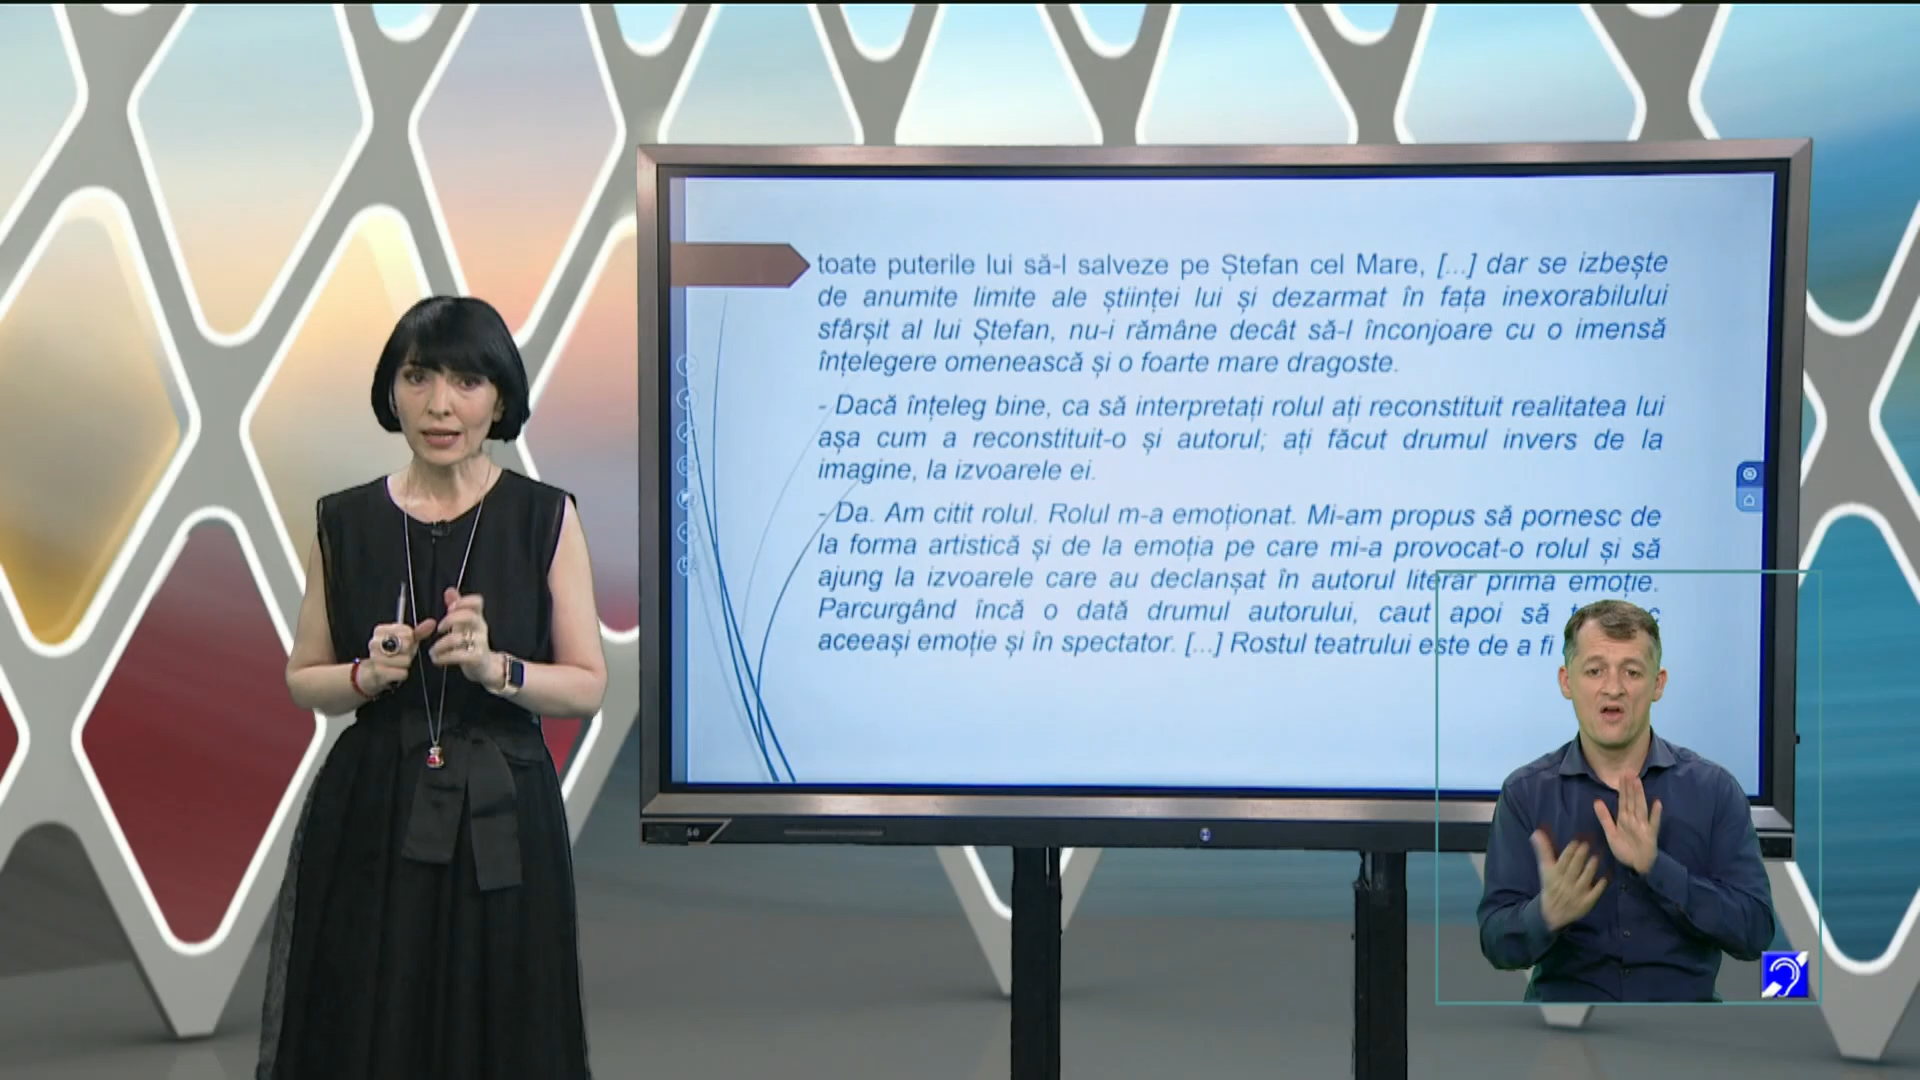 toate puterile lui să-l salveze pe Ștefan cel Mare, [...] dar se izbește
de anumite limite ale științei lui și dezarmat în fața inexorabilului
sfârșit al lui Ștefan, nu-i rămâne decât să-l înconjoare cu o imensă
înțelegere omenească și o foarte mare dragoste.
- Dacă înțeleg bine, ca să interpretați rolul ați reconstituit realitatea lui
așa cum a reconstituit-o și autorul; ați făcut drumul invers de la
imagine, la izvoarele ei.
- Da. Am citit rolul. Rolul m-a emoționat. Mi-am propus să pornesc de
la forma artistică și de la emoția pe care mi-a provocat-o rolul și să
ajung la izvoarele care au declanșat în autorul literar prima emoție.
Parcurgând încă o dată drumul autorului, caut apoi să
aceeași emoție și în spectator. [...] Rostul teatrului este de a fi